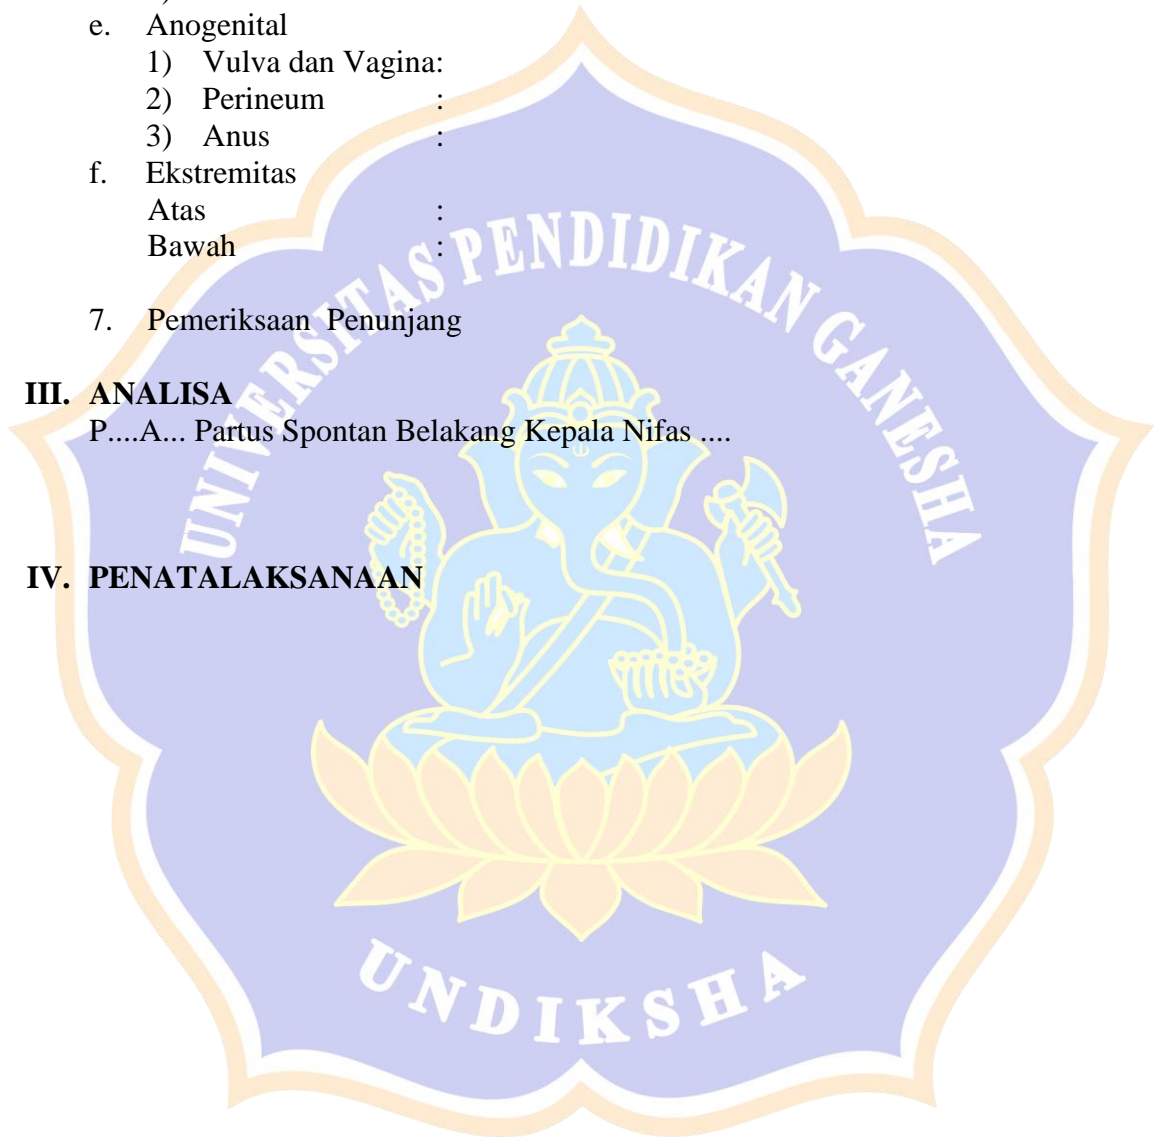 e. Anogenital
1) Vulva dan Vagina:
2) Perineum :
3) Anus :
f. Ekstremitas
Atas :
Bawah :
UNIVERSITAS PENDIDIKAN GANESHA
7. Pemeriksaan Penunjang
III. ANALISA
P....A... Partus Spontan Belakang Kepala Nifas ....
IV. PENATALAKSANAAN
UNDIKSHA